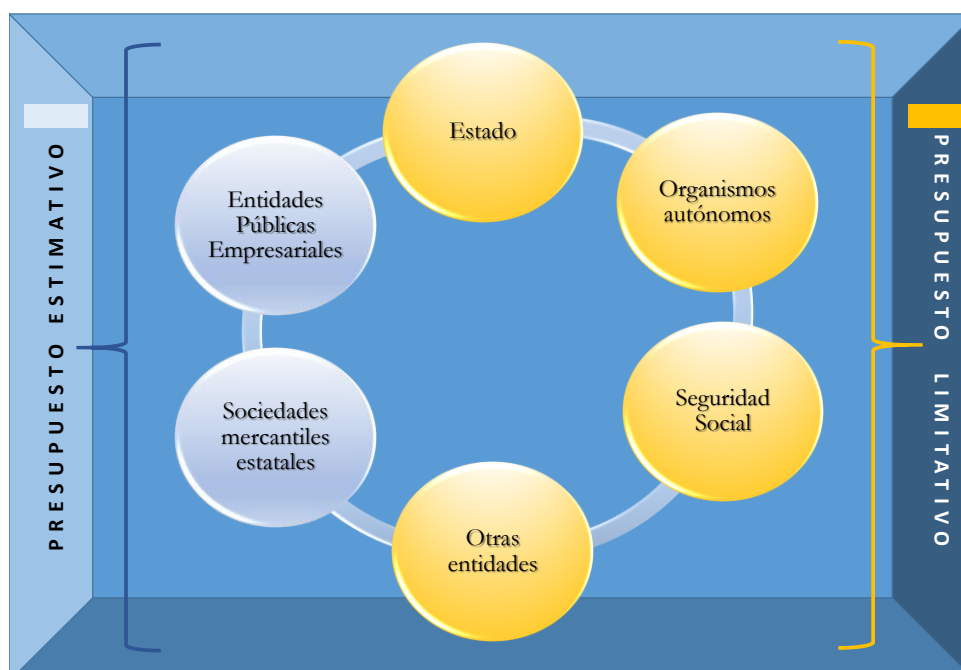 PRESUPUESTO ESTIMATIVO
Estado
Organismos
autónomos
Entidades
Públicas
Empresariales
Seguridad
Social
Sociedades
mercantiles
estatales
Otras
entidades
PRESUPUESTO LIMITATIVO